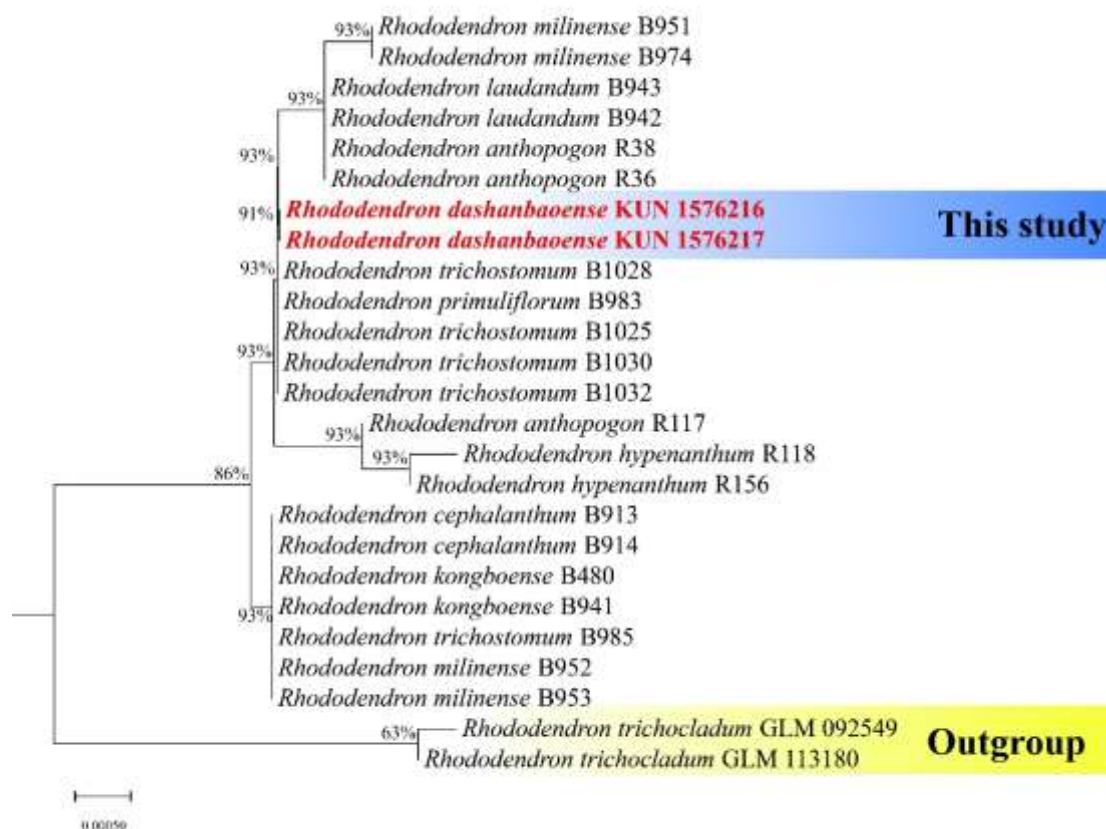 93% Rhododendron milinense B951
Rhododendron milinense B974
Rhododendron laudandum B943
93%
Rhododendron laudandum B942
93% Rhododendron anthopogon R38
Rhododendron anthopogon R36
91% Rhododendron dashanbaoense KUN 1576216
This study
Rhododendron dashanbaoense KUN 1576217
93% Rhododendron trichostomum B1028
Rhododendron primuliflorum B983
Rhododendron trichostomum B1025
93% Rhododendron trichostomum B1030
Rhododendron trichostomum B1032
Rhododendron anthopogon R117
93%
93% Rhododendron hypenanthum R118
86% Rhododendron hypenanthum R156
Rhododendron cephalanthum B913
Rhododendron cephalanthum B914
Rhododendron kongboense B480
Rhododendron kongboense B941
93% Rhododendron trichostomum B985
Rhododendron milinense B952
Rhododendron milinense B953
63% Rhododendron trichocladum GLM 092549
Outgroup
Rhododendron trichocladum GLM 113180
0.00050